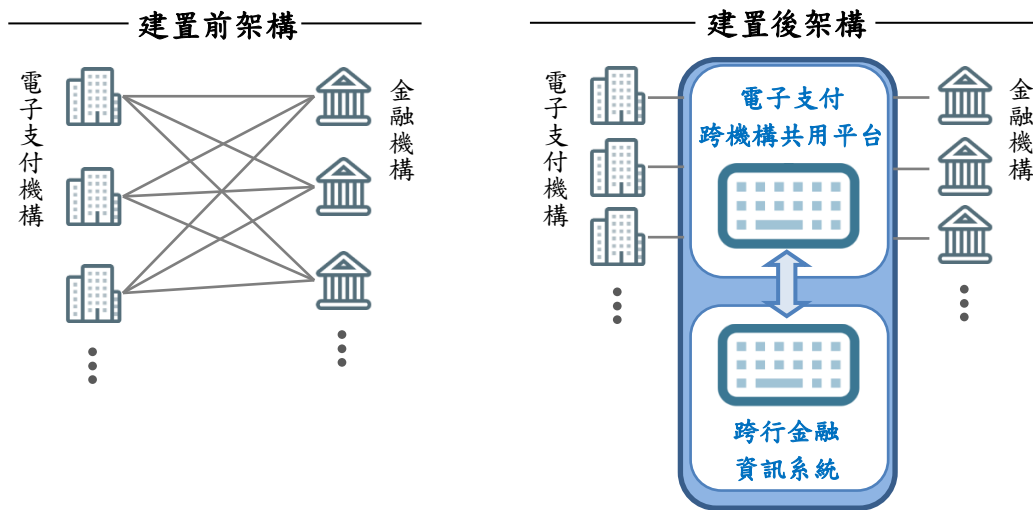 建置前架構
電子支付機構
金融機構
建置後架構
電子支付機構
電子支付
跨機構共用平台
跨行金融
資訊系統
金融機構